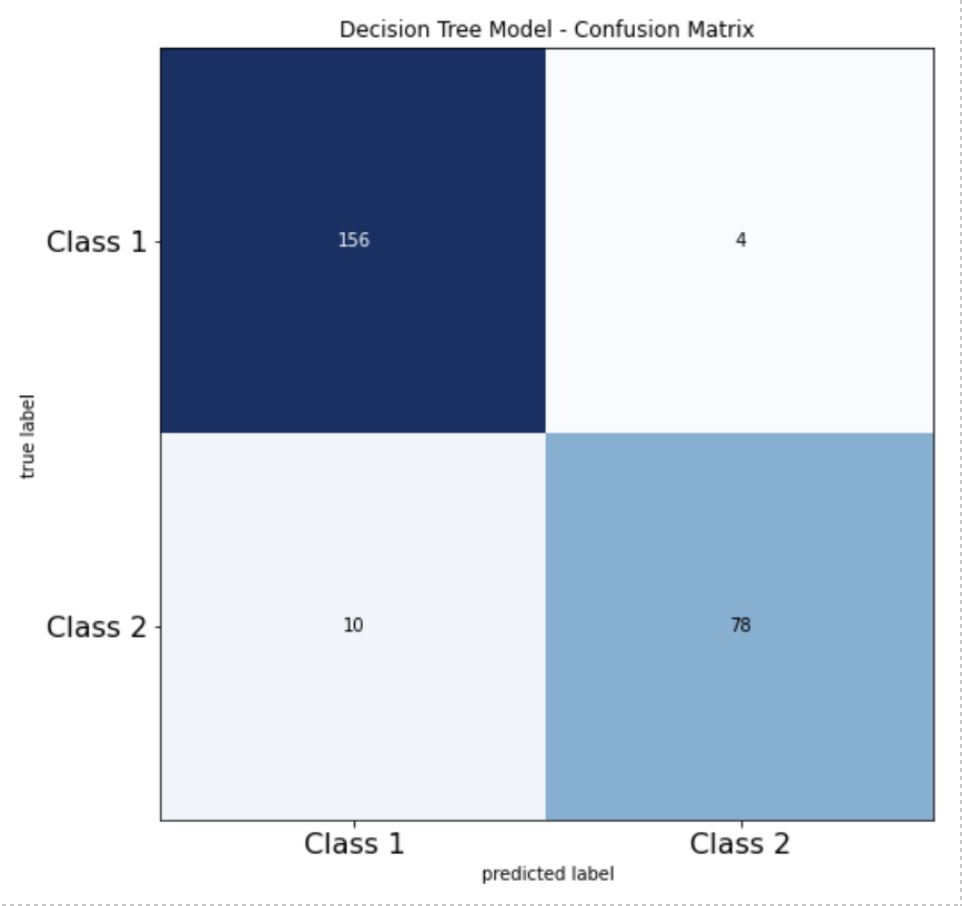 Decision Tree Model - Confusion Matrix
Class 1
156
4
true label
Class 2
10
78
Class 1
Class 2
predicted label